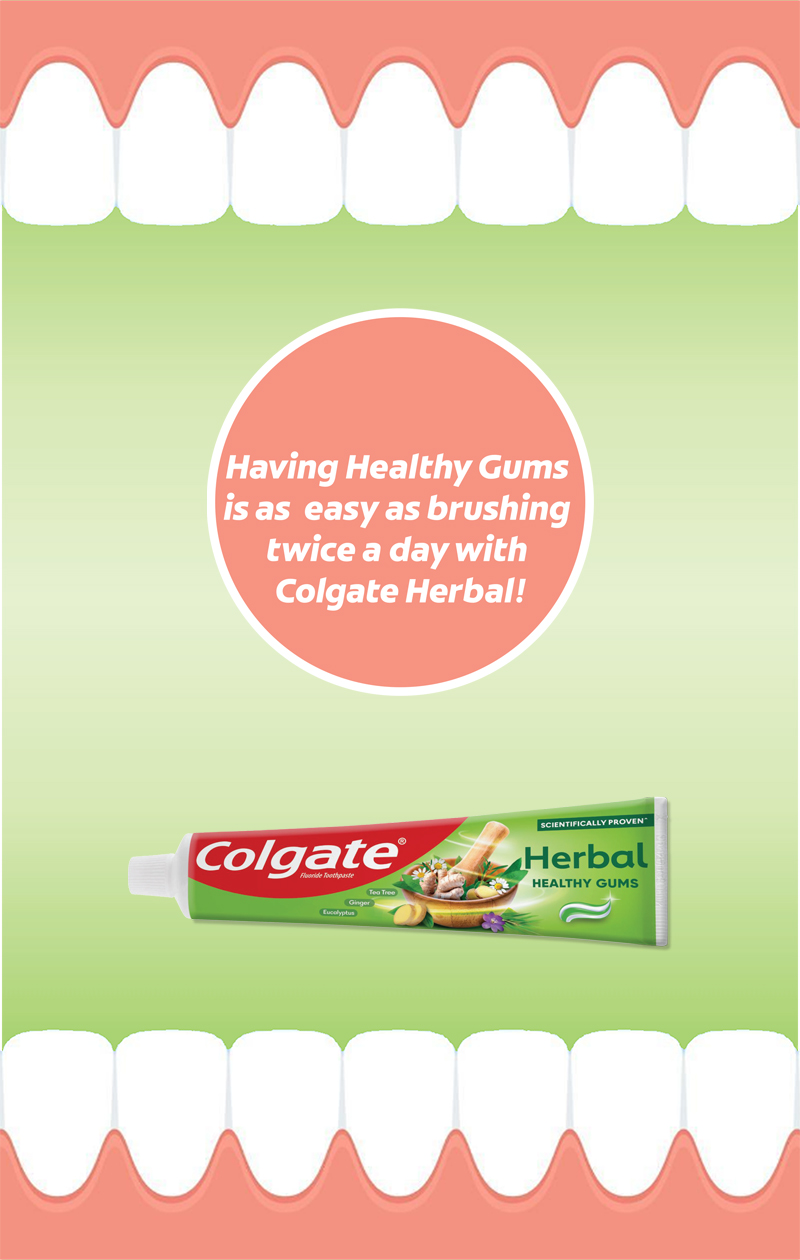 Having Healthy Gums
is as  easy as brushing
twice a day with
Colgate Herbal!
SCIENTIFICALLY PROVEN™
Colgate®
Fluoride Toothpaste
Herbal
HEALTHY GUMS
Tea Tree
Ginger
Eucalyptus